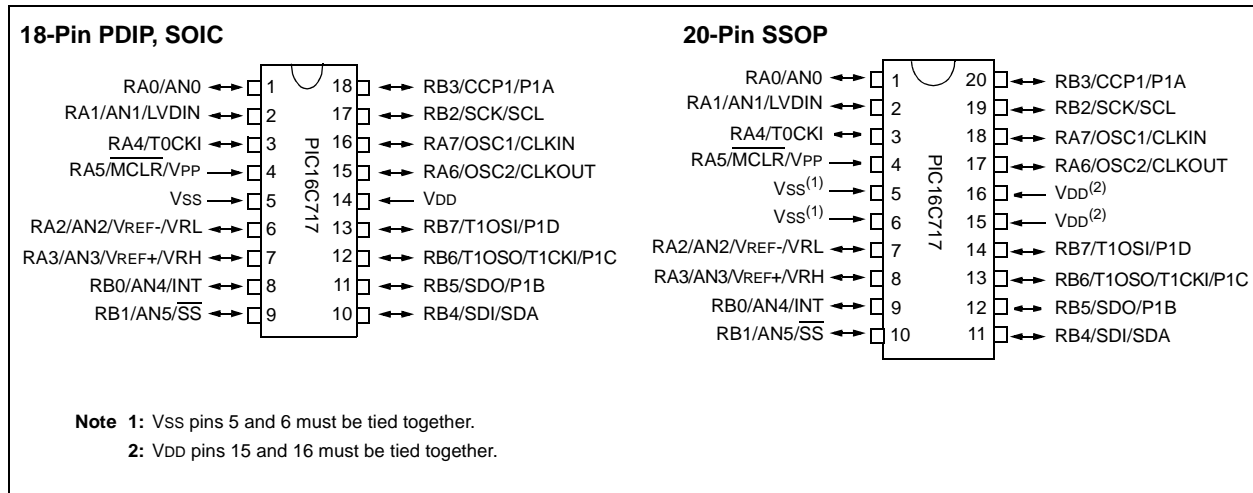 18-Pin PDIP, SOIC
RA0/AN0 1 18 RB3/CCP1/P1A
RA1/AN1/LVDIN 2 17 RB2/SCK/SCL
RA4/T0CKI 3 16 RA7/OSC1/CLKIN
RA5/MCLR/VPP 4 15 RA6/OSC2/CLKOUT
VSS 5 14 VDD
RA2/AN2/VREF-/VRL 6 13 RB7/T1OSI/P1D
RA3/AN3/VREF+/VRH 7 12 RB6/T1OSO/T1CKI/P1C
RB0/AN4/INT 8 11 RB5/SDO/P1B
RB1/AN5/SS 9 10 RB4/SDI/SDA
PIC16C717
20-Pin SSOP
RA0/AN0 1 20 RB3/CCP1/P1A
RA1/AN1/LVDIN 2 19 RB2/SCK/SCL
RA4/T0CKI 3 18 RA7/OSC1/CLKIN
RA5/MCLR/VPP 4 17 RA6/OSC2/CLKOUT
VSS(1) 5 16 VDD(2)
VSS(1) 6 15 VDD(2)
RA2/AN2/VREF-/VRL 7 14 RB7/T1OSI/P1D
RA3/AN3/VREF+/VRH 8 13 RB6/T1OSO/T1CKI/P1C
RB0/AN4/INT 9 12 RB5/SDO/P1B
RB1/AN5/SS 10 11 RB4/SDI/SDA
PIC16C717
Note 1: VSS pins 5 and 6 must be tied together.
2: VDD pins 15 and 16 must be tied together.